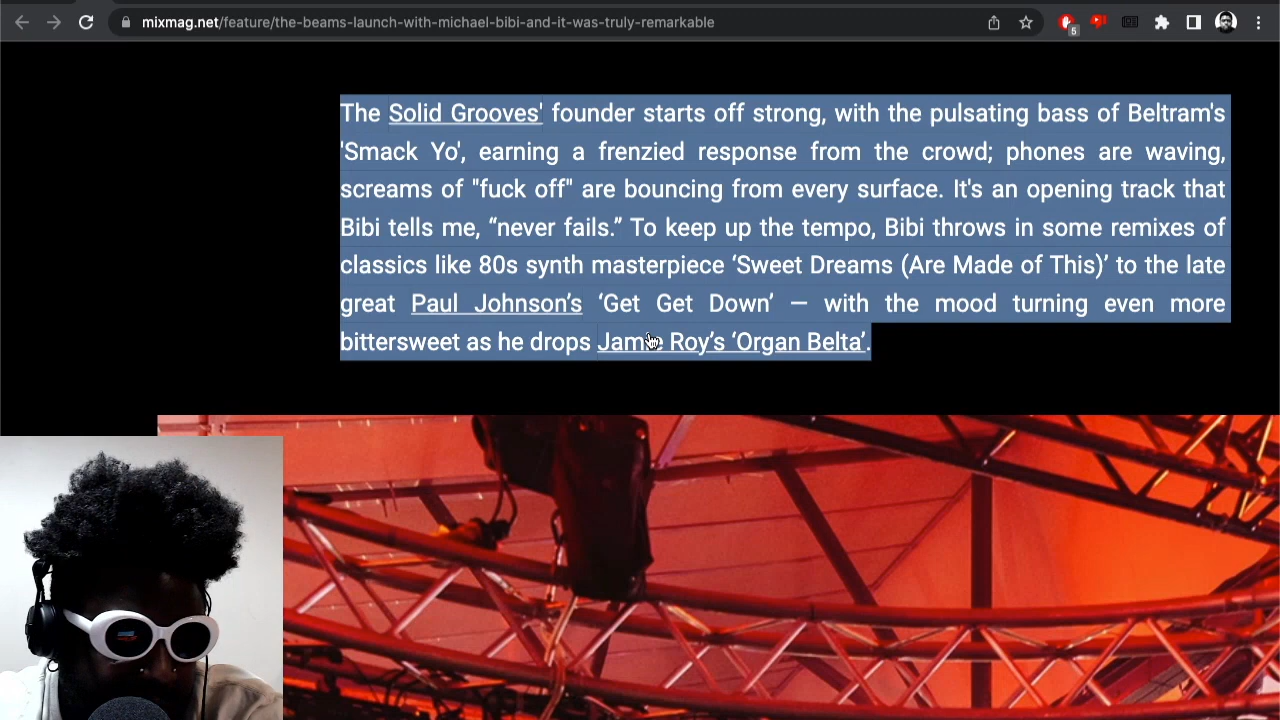 mixmag.net/feature/the-beams-launch-with-michael-bibi-and-it-was-truly-remarkable
5
The Solid Grooves' founder starts off strong, with the pulsating bass of Beltram's
'Smack Yo', earning a frenzied response from the crowd; phones are waving,
screams of "fuck off" are bouncing from every surface. It's an opening track that
Bibi tells me, “never fails.” To keep up the tempo, Bibi throws in some remixes of
classics like 80s synth masterpiece ‘Sweet Dreams (Are Made of This)’ to the late
great Paul Johnson’s ‘Get Get Down’ — with the mood turning even more
bittersweet as he drops Jamie Roy’s ‘Organ Belta’.